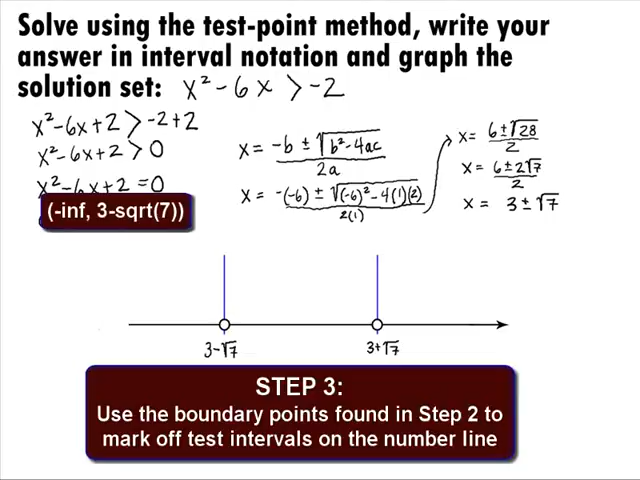 Solve using the test-point method, write your
answer in interval notation and graph the
solution set: x² - 6x > -2
x² - 6x + 2 > -2 + 2
x² - 6x + 2 > 0
x² - 6x + 2 = 0
(-inf, 3-sqrt(7))
x = -b ± √b² - 4ac / 2a
x = -(-6) ± √(-6)² - 4(1)(2) / 2(1)
x = 6 ± √28 / 2
x = 6 ± 2√7 / 2
x = 3 ± √7
3 - √7 3 + √7
STEP 3:
Use the boundary points found in Step 2 to
mark off test intervals on the number line